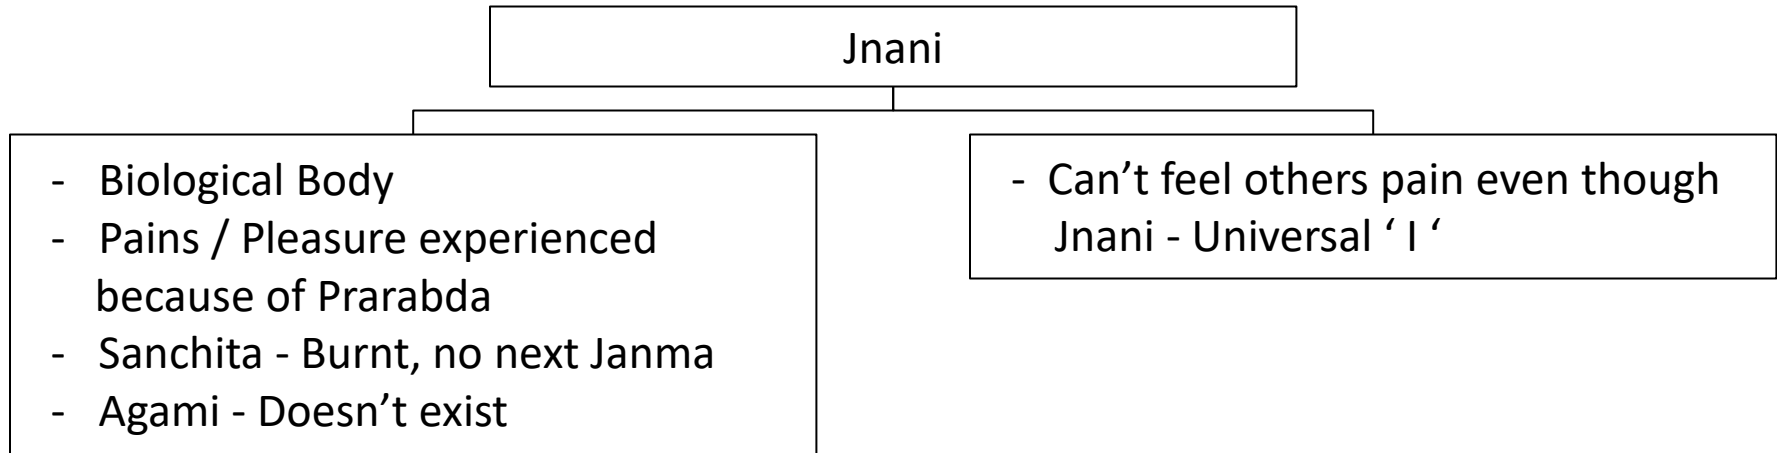 Jnani
- Biological Body
- Pains / Pleasure experienced
because of Prarabda
- Sanchita - Burnt, no next Janma
- Agami - Doesn’t exist
- Can’t feel others pain even though
Jnani - Universal ‘ I ‘